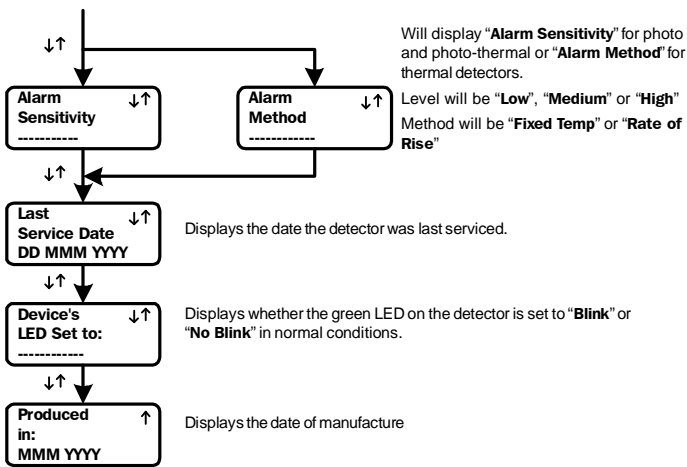 ↓↑
Will display “Alarm Sensitivity” for photo
and photo-thermal or “Alarm Method” for
thermal detectors.
Level will be “Low”, “Medium” or “High”
Method will be “Fixed Temp” or “Rate of
Rise”
Alarm ↓↑
Sensitivity
-----------
Alarm ↓↑
Method
------------
↓↑
Last ↓↑
Service Date
DD MMM YYYY
Displays the date the detector was last serviced.
↓↑
Device's ↓↑
LED Set to:
------------
Displays whether the green LED on the detector is set to “Blink” or
“No Blink” in normal conditions.
↓↑
Produced ↑
in:
MMM YYYY
Displays the date of manufacture